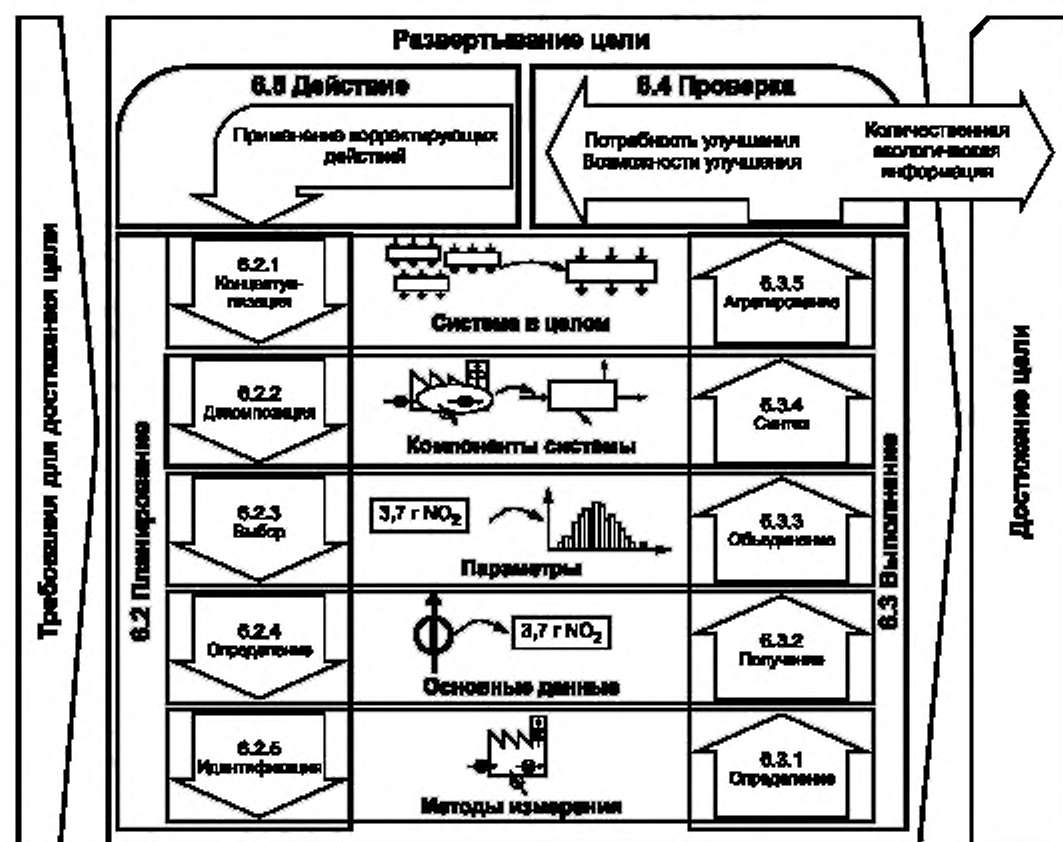 Развертывание цели
6.5 Действие
Применение корректирующих
действий
6.4 Проверка
Потребность улучшения
Возможности улучшения
Количественная
экологическая
информация
Требования для достижения цели
6.2 Планирование
6.2.1
Концептуа-
лизация
Система в целом
6.3.5
Агрегирование
6.2.2
Декомпозиция
Компоненты системы
6.3.4
Синтез
6.2.3
Выбор
3,7 г NO₂
Параметры
6.3.3
Объединение
6.2.4
Определение
3,7 г NO₂
Основные данные
6.3.2
Получение
6.2.5
Идентификация
Методы измерения
6.3.1
Определение
6.3 Выполнение
Достижение цели